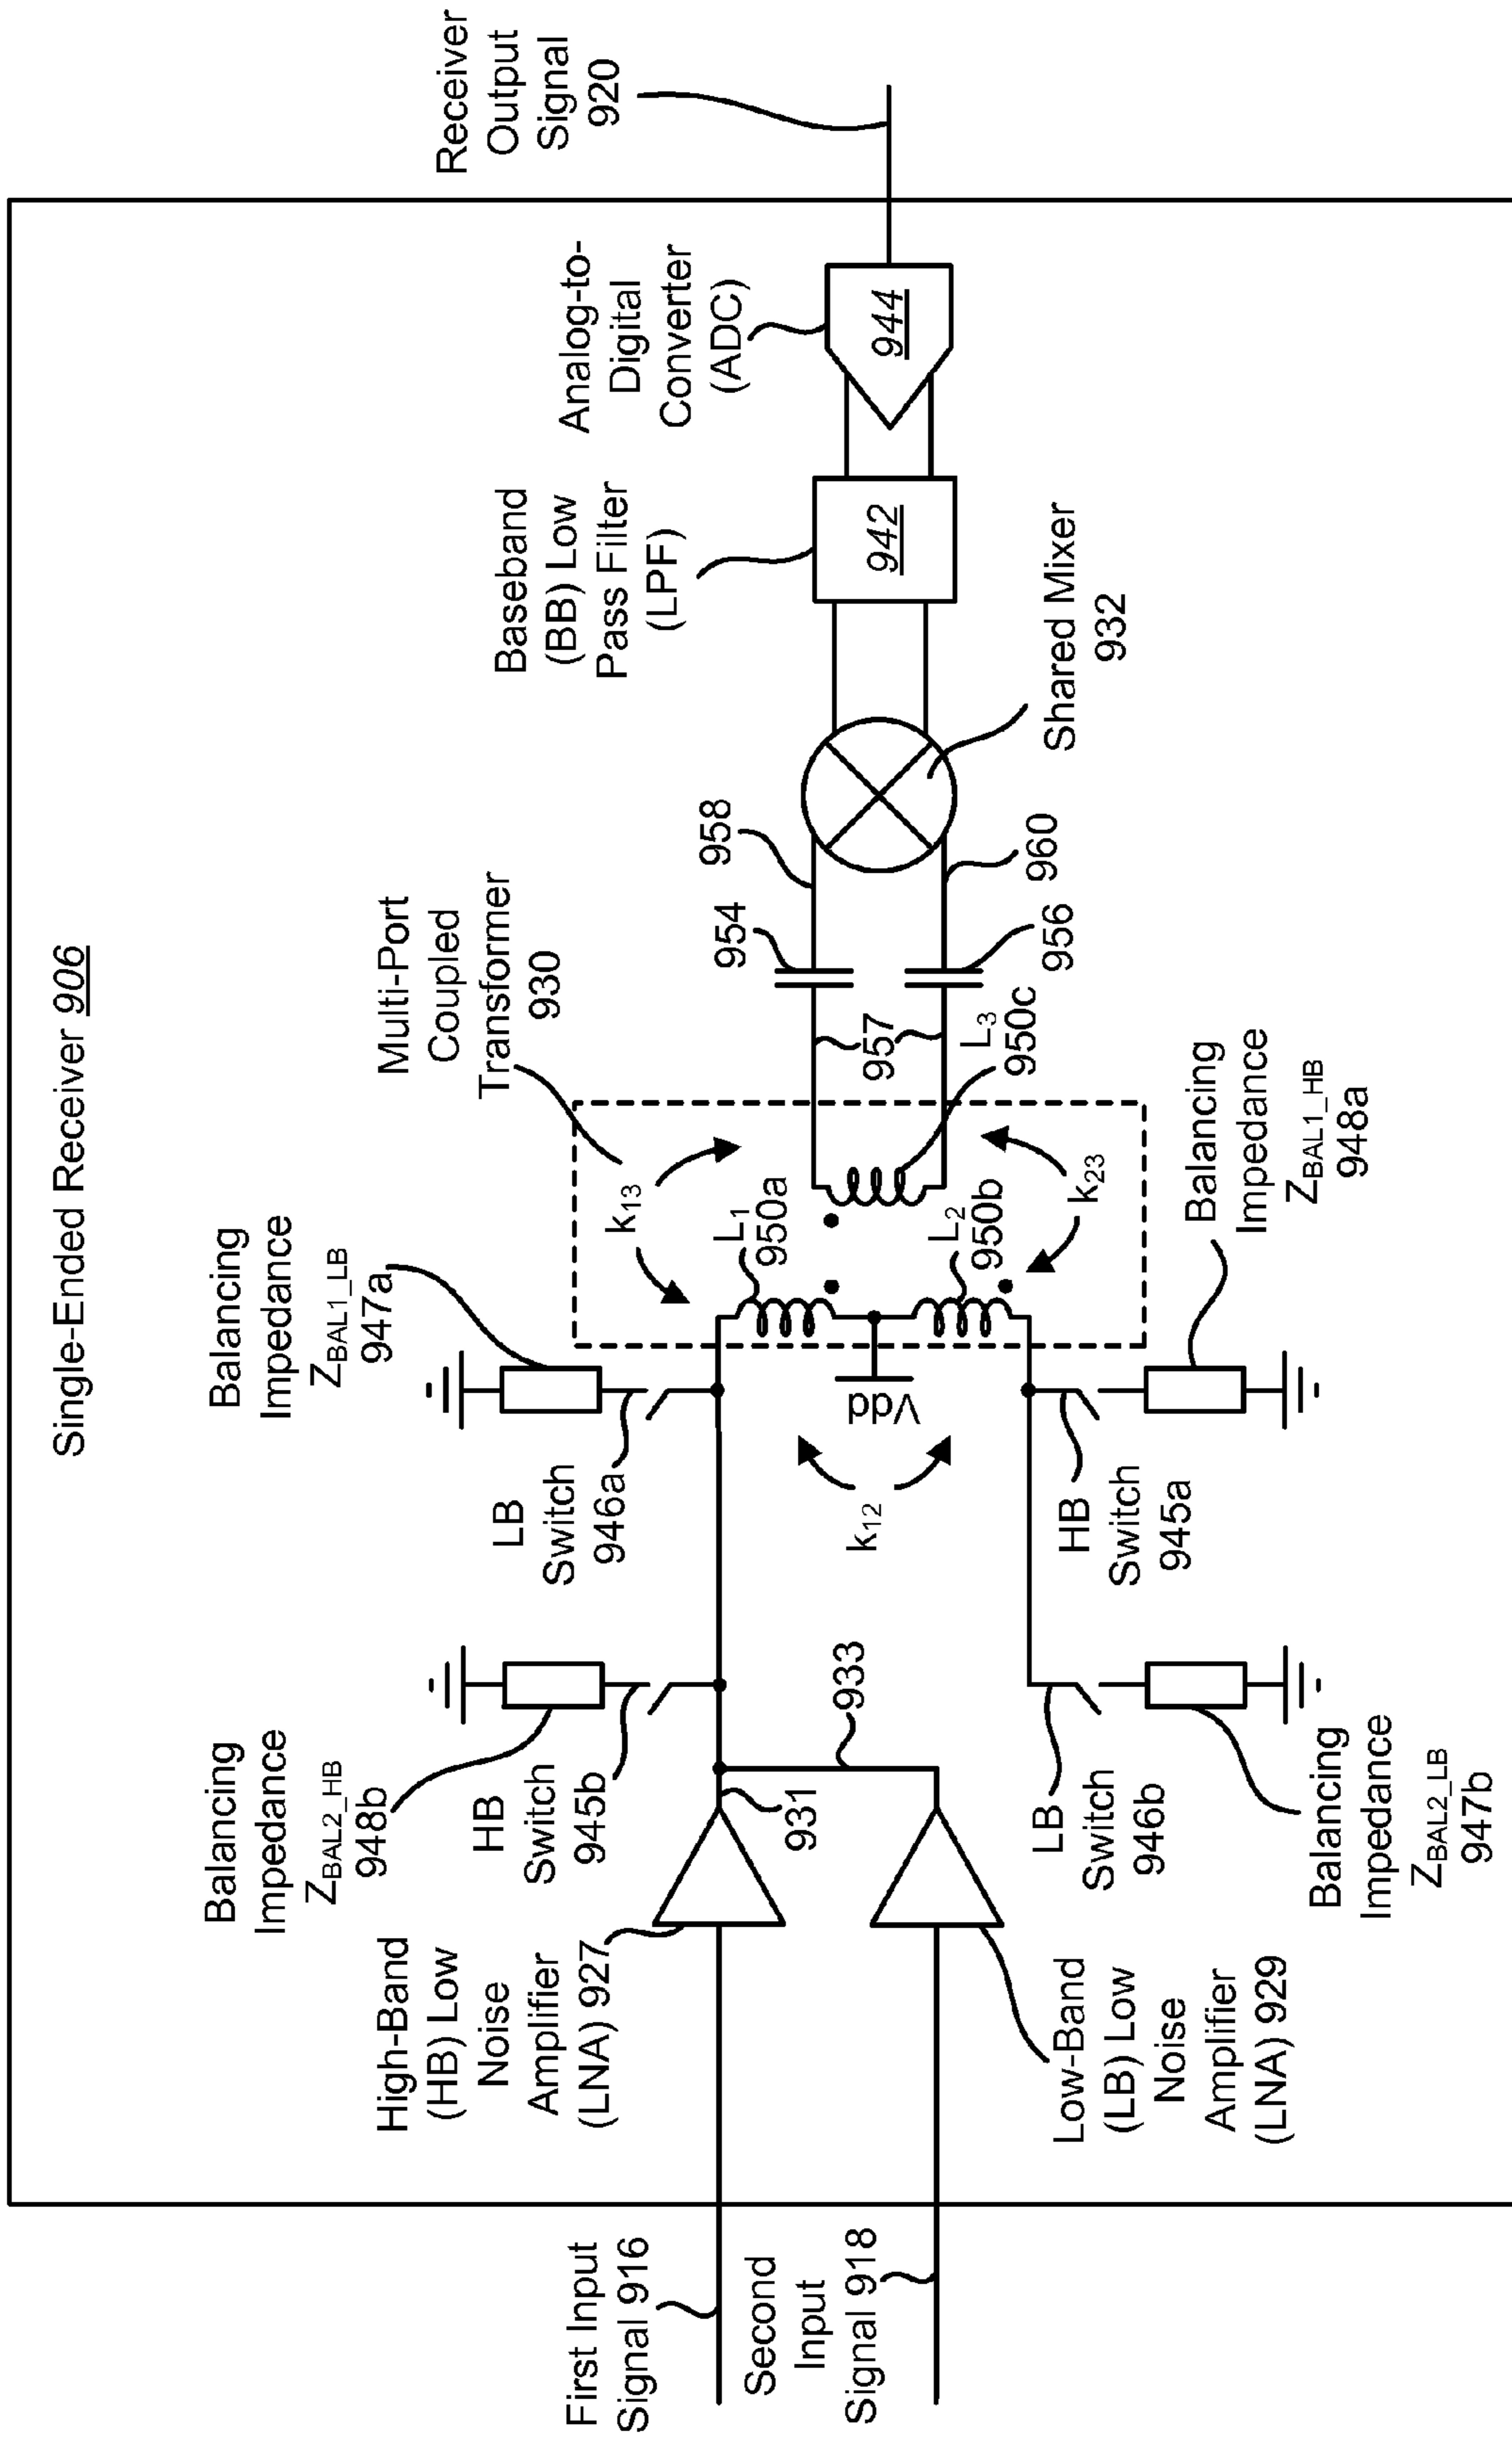 Single-Ended Receiver 906
First Input
Signal 916
Second
Input
Signal 918
High-Band
(HB) Low
Noise
Amplifier
(LNA) 927
Low-Band
(LB) Low
Noise
Amplifier
(LNA) 929
931
933
Balancing
Impedance
ZBAL2_HB
948b
HB
Switch
945b
LB
Switch
946b
Balancing
Impedance
ZBAL2_LB
947b
Balancing
Impedance
ZBAL1_LB
947a
LB
Switch
946a
k12
Vdd
HB
Switch
945a
Balancing
Impedance
ZBAL1_HB
948a
Multi-Port
Coupled
Transformer
930
k13
L1
950a
L2
950b
k23
L3
950c
957
954
956
958
960
Shared Mixer
932
Baseband
(BB) Low
Pass Filter
(LPF)
942
Analog-to-
Digital
Converter
(ADC)
944
Receiver
Output
Signal
920